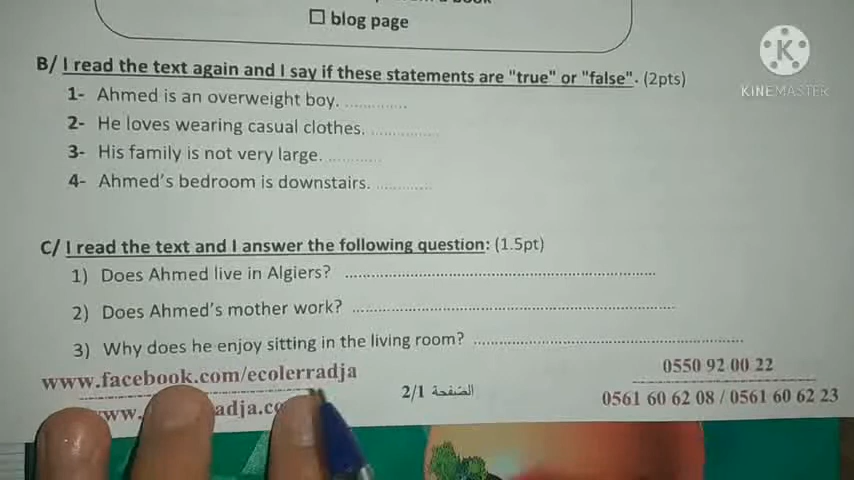 blog page
B/ I read the text again and I say if these statements are "true" or "false". (2pts)
1- Ahmed is an overweight boy. ............
2- He loves wearing casual clothes. ............
3- His family is not very large. ............
4- Ahmed's bedroom is downstairs. ............
C/ I read the text and I answer the following question: (1.5pt)
1) Does Ahmed live in Algiers? ............
2) Does Ahmed's mother work? ............
3) Why does he enjoy sitting in the living room? ............
www.facebook.com/ecolerradja
0550 92 00 22
الصفحة 2/1
0561 60 62 08 / 0561 60 62 23
K
KINEMASTER